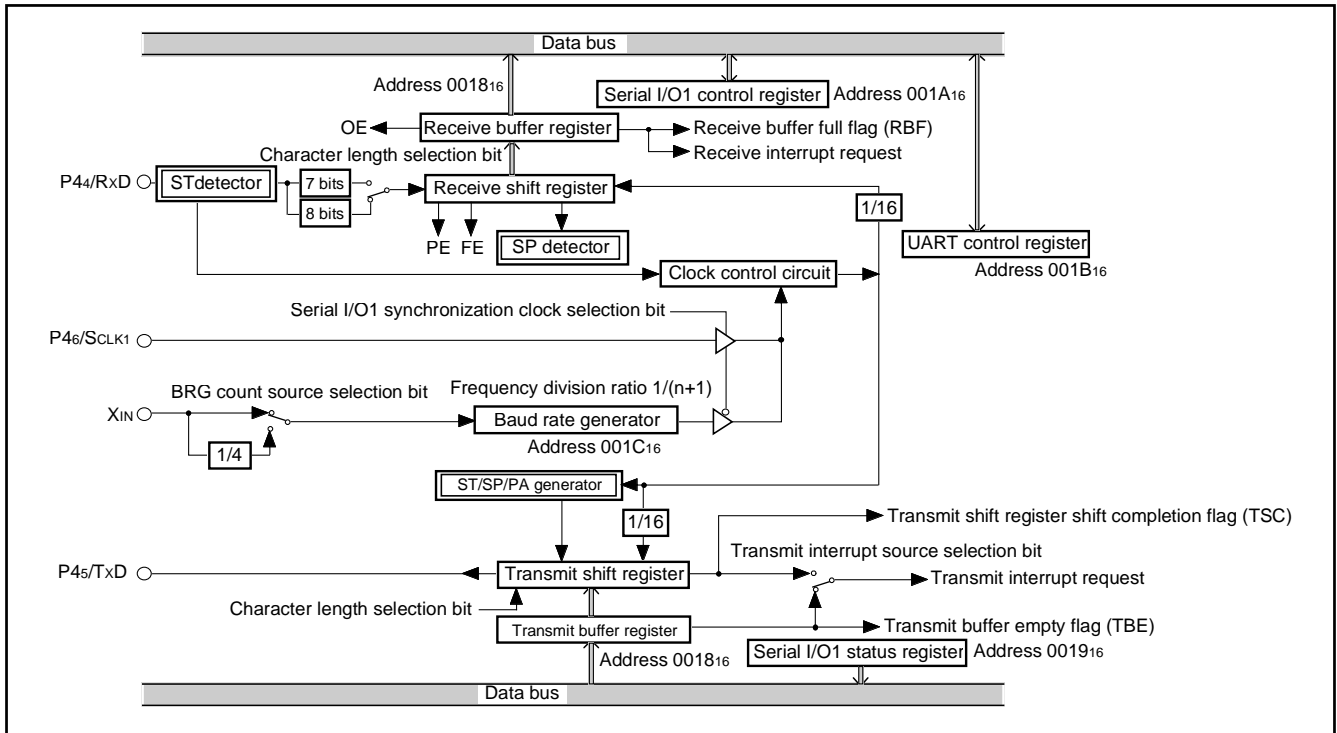 Data bus
Address 0018₁₆
Serial I/O1 control register Address 001A₁₆
OE Receive buffer register Receive buffer full flag (RBF)
Receive interrupt request
Character length selection bit
P4₄/RxD STdetector 7 bits Receive shift register
8 bits 1/16
PE FE SP detector UART control register
Address 001B₁₆
Clock control circuit
Serial I/O1 synchronization clock selection bit
P4₆/SCLK1
BRG count source selection bit Frequency division ratio 1/(n+1)
XIN Baud rate generator
1/4 Address 001C₁₆
ST/SP/PA generator
1/16 Transmit shift register shift completion flag (TSC)
Transmit interrupt source selection bit
P4₅/TxD Transmit shift register Transmit interrupt request
Character length selection bit
Transmit buffer register Transmit buffer empty flag (TBE)
Address 0018₁₆ Serial I/O1 status register Address 0019₁₆
Data bus